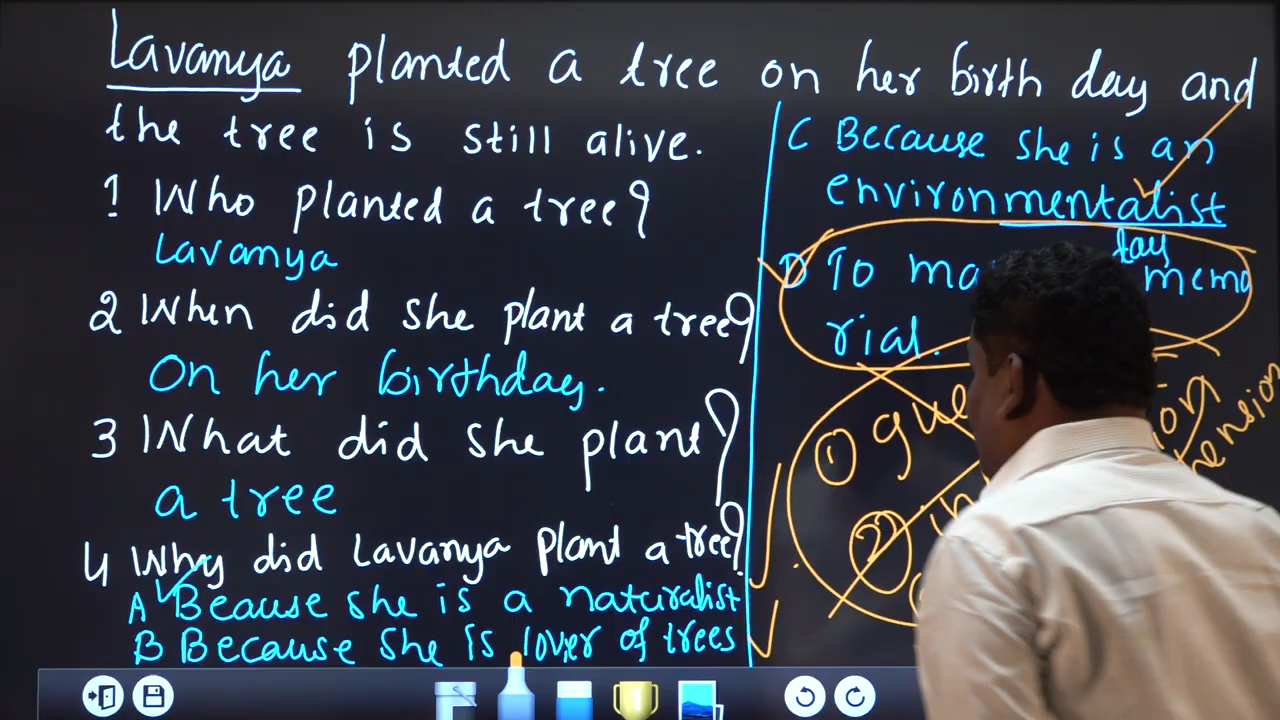 Lavanya planted a tree on her birth day and
the tree is still alive.
1 Who planted a tree?
Lavanya
2 When did she plant a tree?
On her birthday.
3 What did she plant?
a tree
4 Why did Lavanya plant a tree?
A Beause she is a naturalist
B Because she is lover of trees
C Because she is an
environmentalist
day
D To memo
rial.
1
2